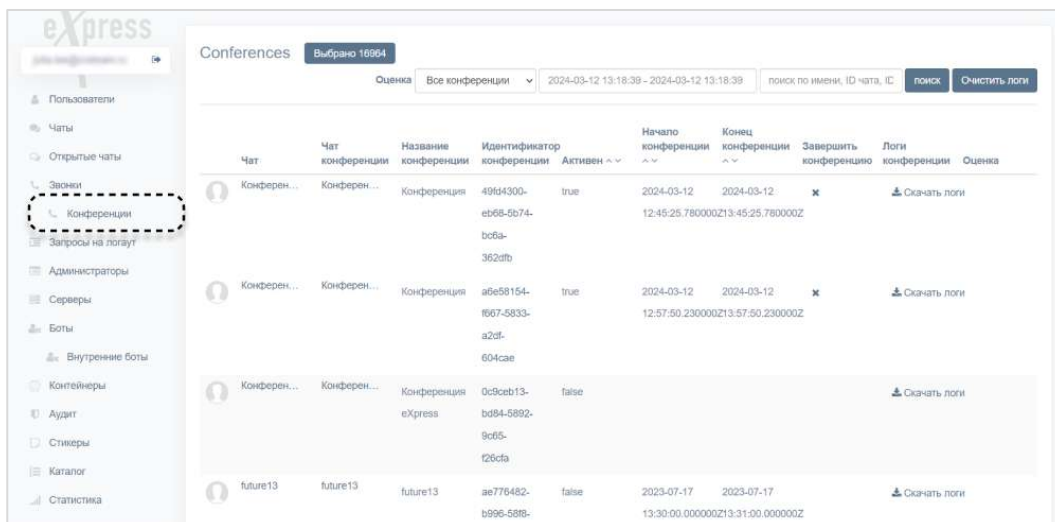 eXpress
Conferences Выбрано 16964
Оценка Все конференции 2024-03-12 13:18:39 - 2024-03-12 13:18:39 поиск по имени, ID чата, ID поиск Очистить логи
Пользователи
Чаты
Открытые чаты
Звонки
Конференции
Запросы на логаут
Администраторы
Серверы
Боты
Внутренние боты
Контейнеры
Аудит
Стикеры
Каталог
Статистика
Чат
Чат
конференции
Название
конференции
Идентификатор
конференции
Активен
Начало
конференции
Конец
конференции
Завершить
конференцию
Логи
конференции
Оценка
Конферен... Конферен... Конференция 49fd4300- true 2024-03-12 2024-03-12 Скачать логи
eb68-5b74- 12:45:25.780000Z13:45:25.780000Z
bc6a-
362dfb
Конферен... Конферен... Конференция a6e58154- true 2024-03-12 2024-03-12 Скачать логи
f667-5833- 12:57:50.230000Z13:57:50.230000Z
a2df-
604cae
Конферен... Конферен... Конференция 0c9ceb13- false Скачать логи
eXpress bd84-5892-
9c65-
f26cfa
future13 future13 future13 ae776482- false 2023-07-17 2023-07-17 Скачать логи
b996-58f8- 13:30:00.000000Z13:31:00.000000Z